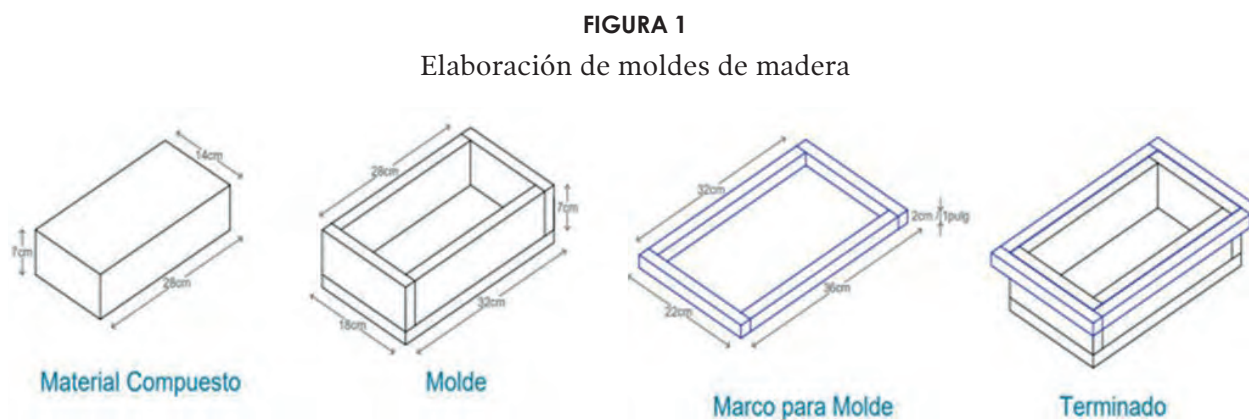 FIGURA 1
Elaboración de moldes de madera
14cm
7cm
28cm
Material Compuesto
28cm
7cm
18cm
32cm
Molde
32cm
2cm / 1pulg
22cm
36cm
Marco para Molde
Terminado